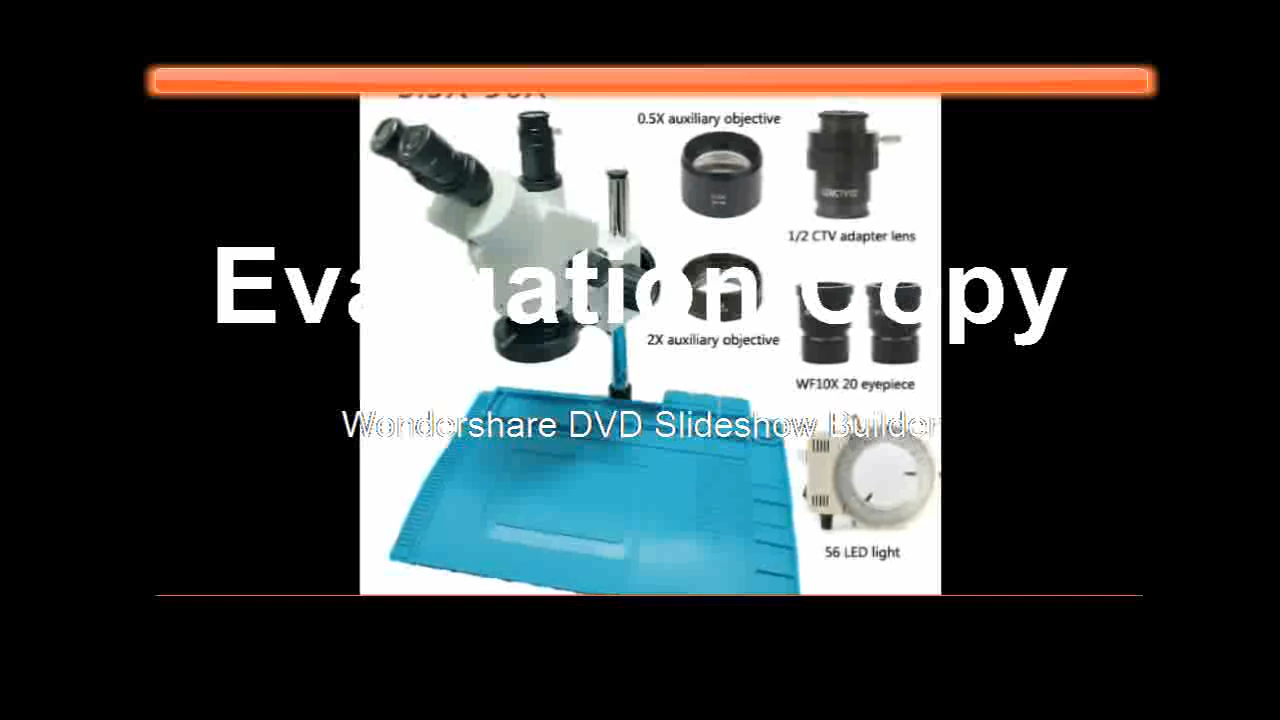 0.5X auxiliary objective
1/2 CTV adapter lens
Evaluation Copy
2X auxiliary objective
WF10X 20 eyepiece
Wondershare DVD Slideshow Builder
56 LED light